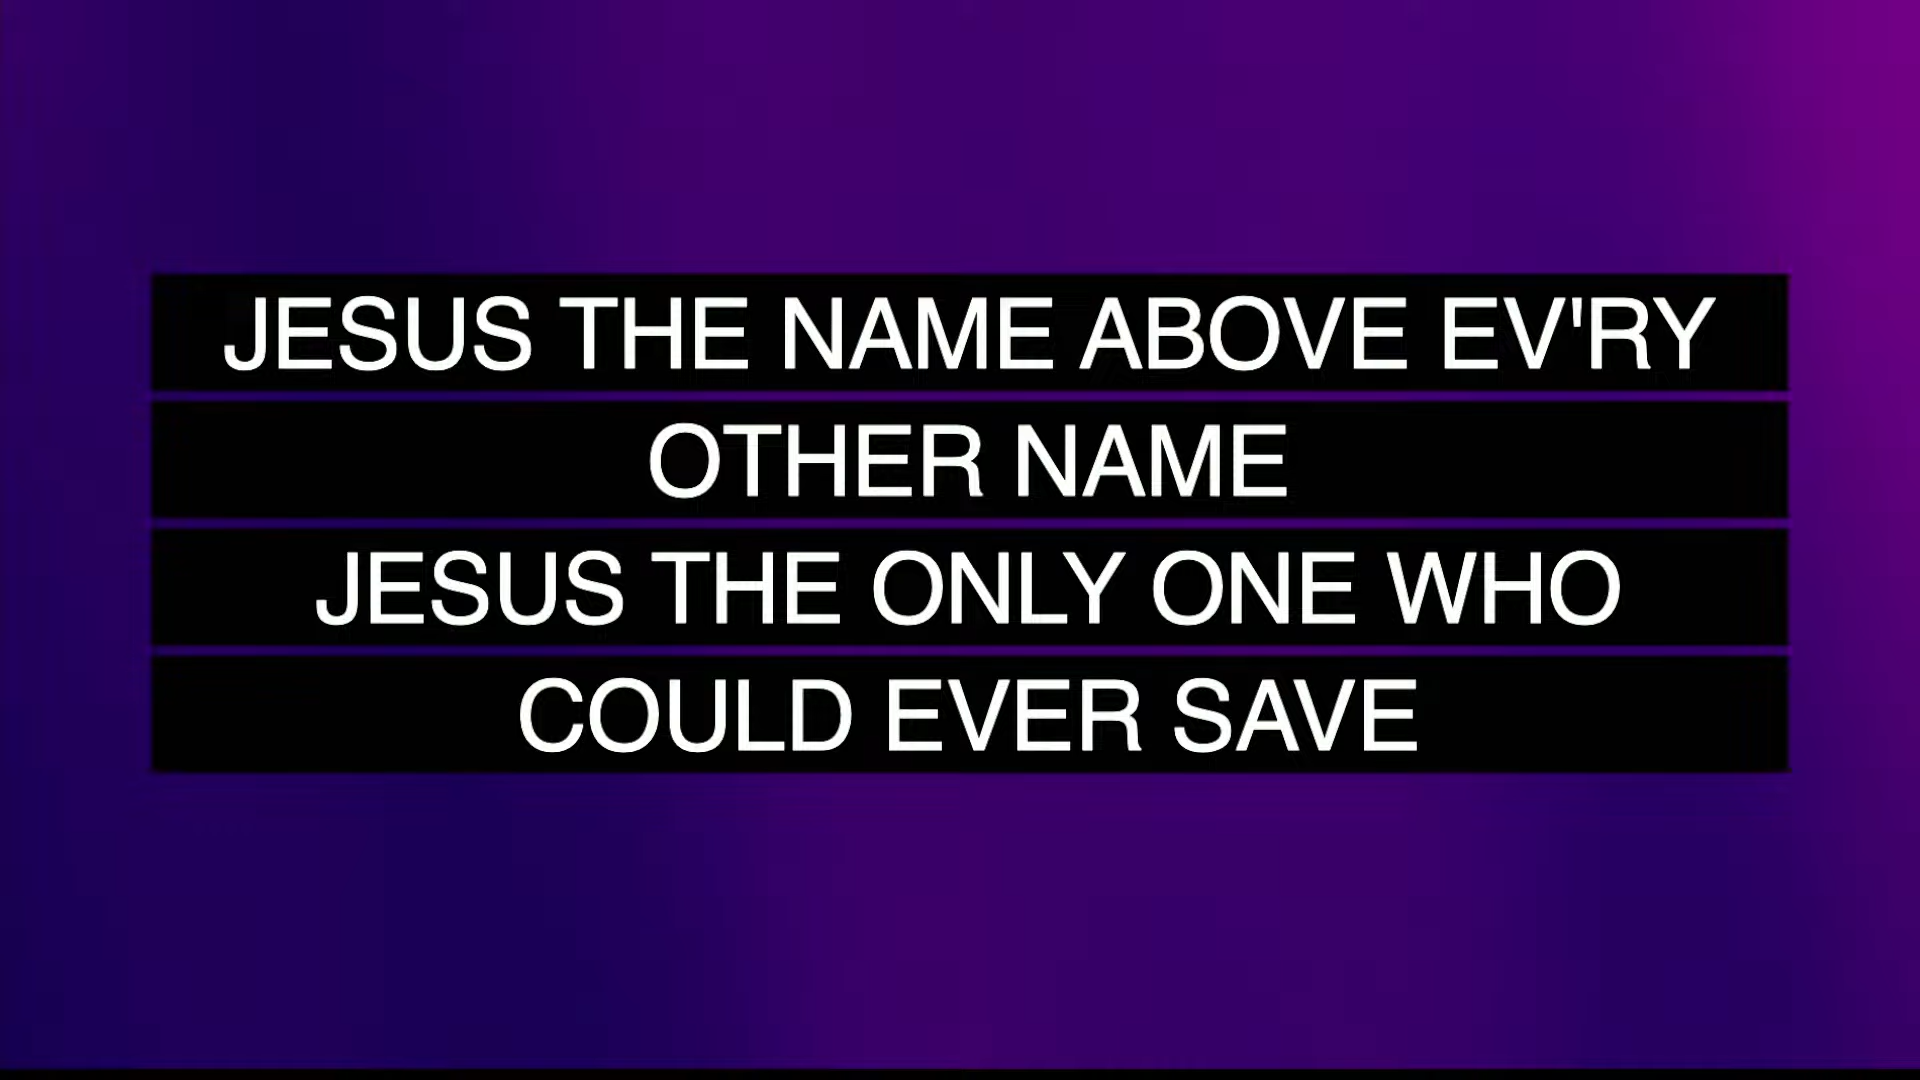 JESUS THE NAME ABOVE EV'RY
OTHER NAME
JESUS THE ONLY ONE WHO
COULD EVER SAVE